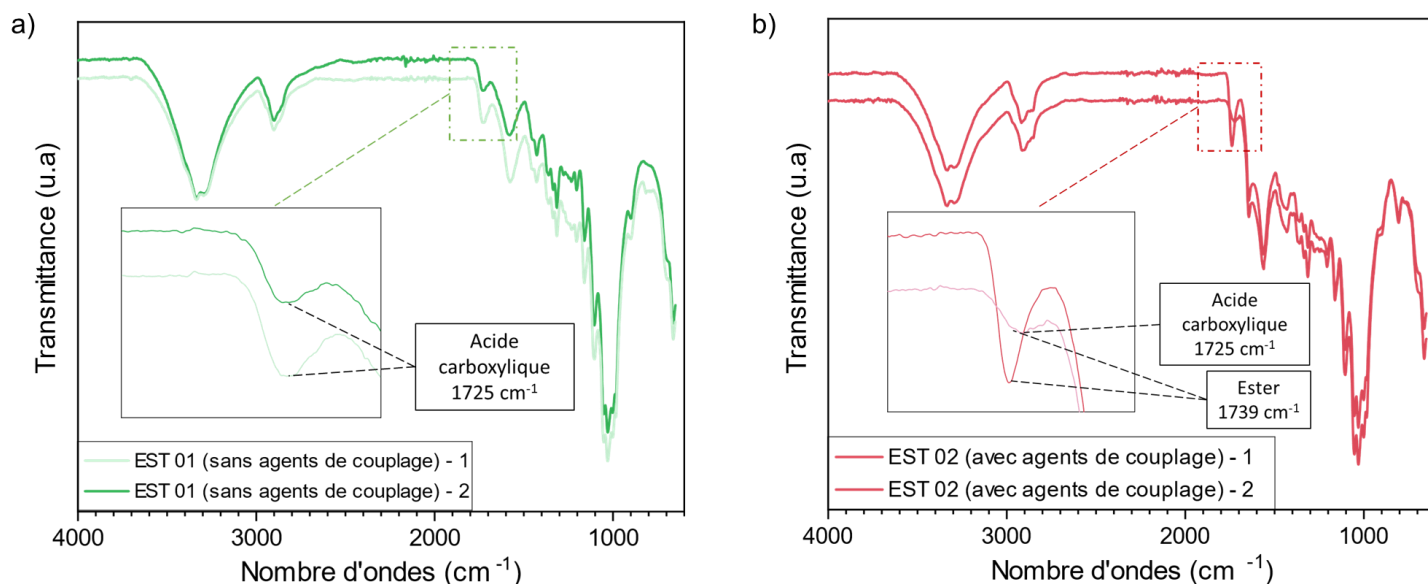 a)
Transmittance (u.a)
Acide
carboxylique
1725 cm⁻¹
EST 01 (sans agents de couplage) - 1
EST 01 (sans agents de couplage) - 2
4000 3000 2000 1000
Nombre d'ondes (cm ⁻¹)
b)
Transmittance (u.a)
Acide
carboxylique
1725 cm⁻¹
Ester
1739 cm⁻¹
EST 02 (avec agents de couplage) - 1
EST 02 (avec agents de couplage) - 2
4000 3000 2000 1000
Nombre d'ondes (cm⁻¹)